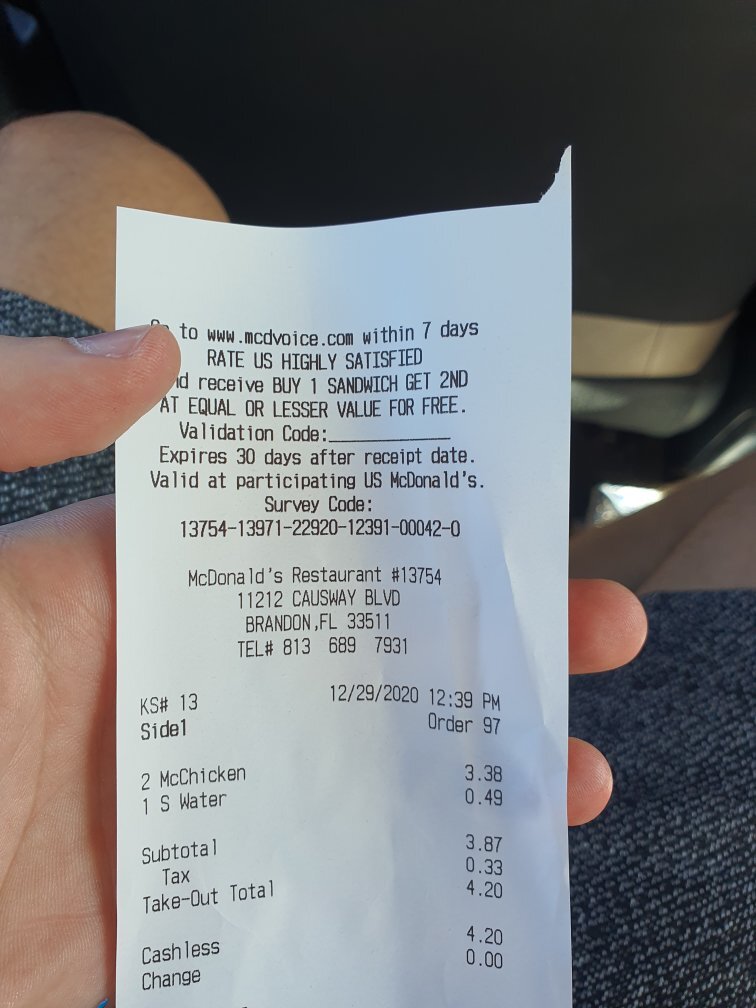 to www.mcdvoice.com within 7 days
RATE US HIGHLY SATISFIED
receive BUY 1 SANDWICH GET 2ND
AT EQUAL OR LESSER VALUE FOR FREE.
Validation Code:____________
Expires 30 days after receipt date.
Valid at participating US McDonald's.
Survey Code:
13754-13971-22920-12391-00042-0
McDonald's Restaurant #13754
11212 CAUSWAY BLVD
BRANDON,FL 33511
TEL# 813 689 7931
KS# 13 12/29/2020 12:39 PM
Side1 Order 97
2 McChicken 3.38
1 S Water 0.49
Subtotal 3.87
Tax 0.33
Take-Out Total 4.20
Cashless 4.20
Change 0.00